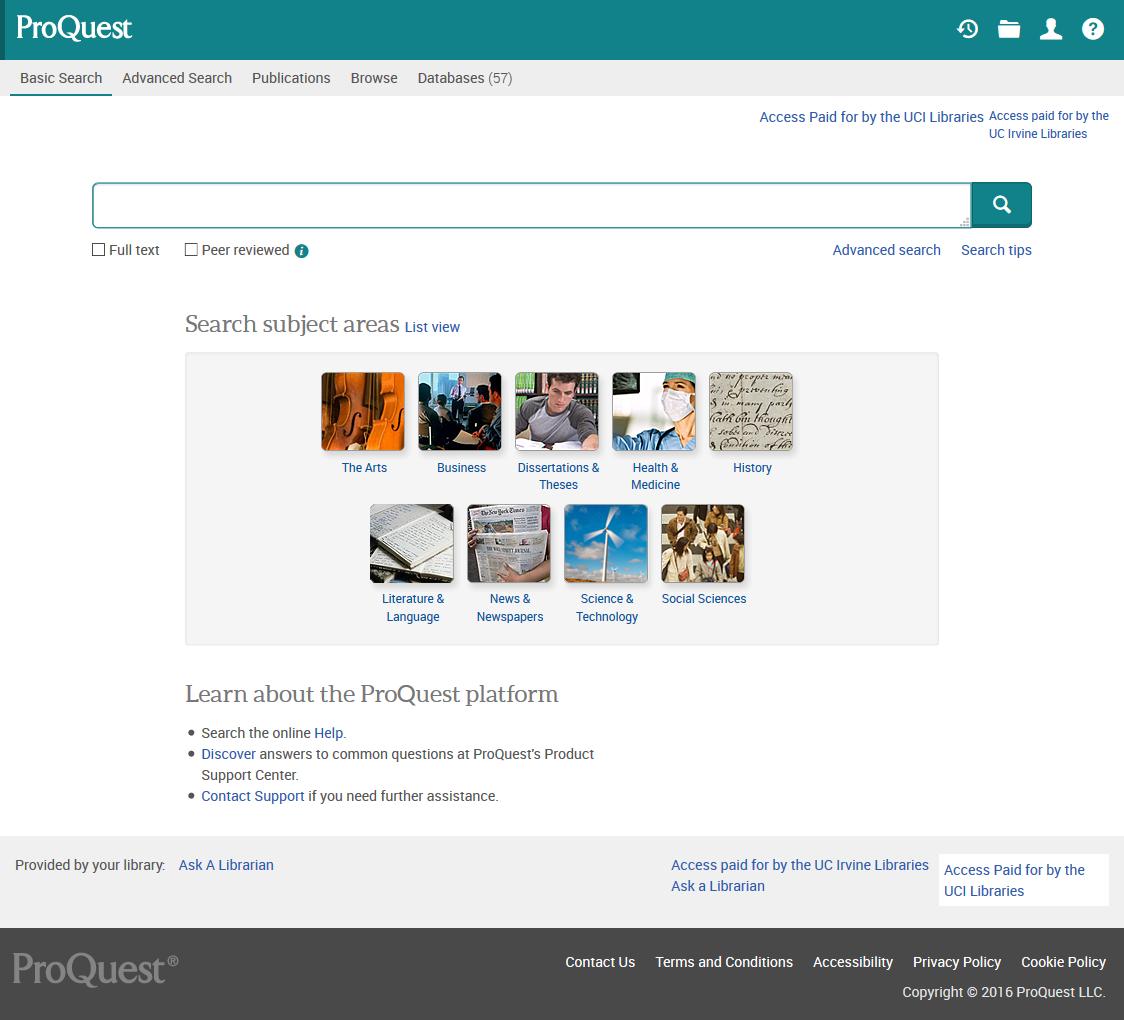 ProQuest
Basic Search Advanced Search Publications Browse Databases (57)
Access Paid for by the UCI Libraries Access paid for by the
UC Irvine Libraries
Full text Peer reviewed i Advanced search Search tips
Search subject areas List view
The Arts Business Dissertations & Health & History
Theses Medicine
Literature & News & Science & Social Sciences
Language Newspapers Technology
Learn about the ProQuest platform
• Search the online Help.
• Discover answers to common questions at ProQuest's Product
Support Center.
• Contact Support if you need further assistance.
Provided by your library: Ask A Librarian
Access paid for by the UC Irvine Libraries
Ask a Librarian
Access Paid for by the
UCI Libraries
ProQuest®
Contact Us Terms and Conditions Accessibility Privacy Policy Cookie Policy
Copyright © 2016 ProQuest LLC.